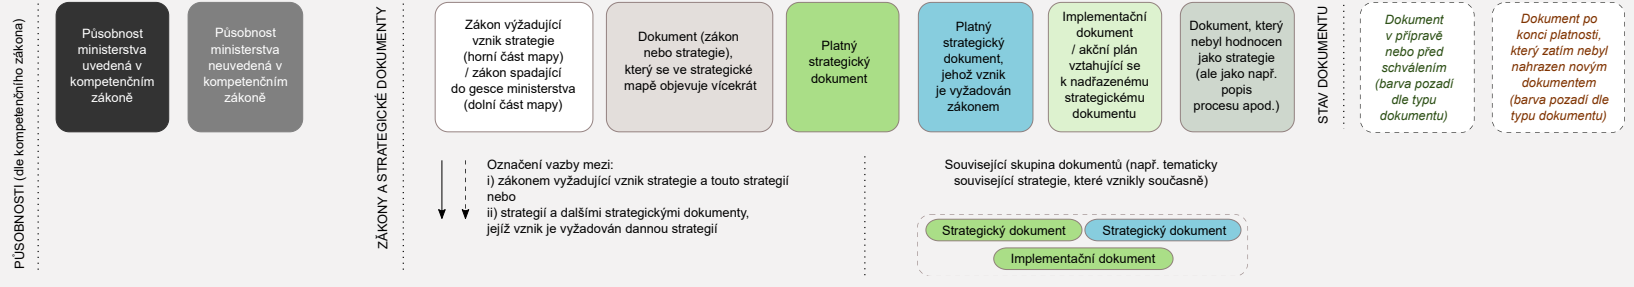 PŮSOBNOSTI (dle kompetenčního zákona)
Působnost
ministerstva
uvedená v
kompetenčním
zákoně
Působnost
ministerstva
neuvedená v
kompetenčním
zákoně
ZÁKONY A STRATEGICKÉ DOKUMENTY
Zákon výžadující
vznik strategie
(horní část mapy)
/ zákon spadající
do gesce ministerstva
(dolní část mapy)
Dokument (zákon
nebo strategie),
který se ve strategické
mapě objevuje vícekrát
Platný
strategický
dokument
Platný
strategický
dokument,
jehož vznik
je vyžadován
zákonem
Implementační
dokument
/ akční plán
vztahující se
k nadřazenému
strategickému
dokumentu
Dokument, který
nebyl hodnocen
jako strategie
(ale jako např.
popis
procesu apod.)
STAV DOKUMENTU
Dokument
v přípravě
nebo před
schválením
(barva pozadí
dle typu
dokumentu)
Dokument po
konci platnosti,
který zatím nebyl
nahrazen novým
dokumentem
(barva pozadí dle
typu dokumentu)
Označení vazby mezi:
i) zákonem vyžadující vznik strategie a touto strategií
nebo
ii) strategií a dalšími strategickými dokumenty,
jejíž vznik je vyžadován dannou strategií
Související skupina dokumentů (např. tematicky
související strategie, které vznikly současně)
Strategický dokument
Strategický dokument
Implementační dokument